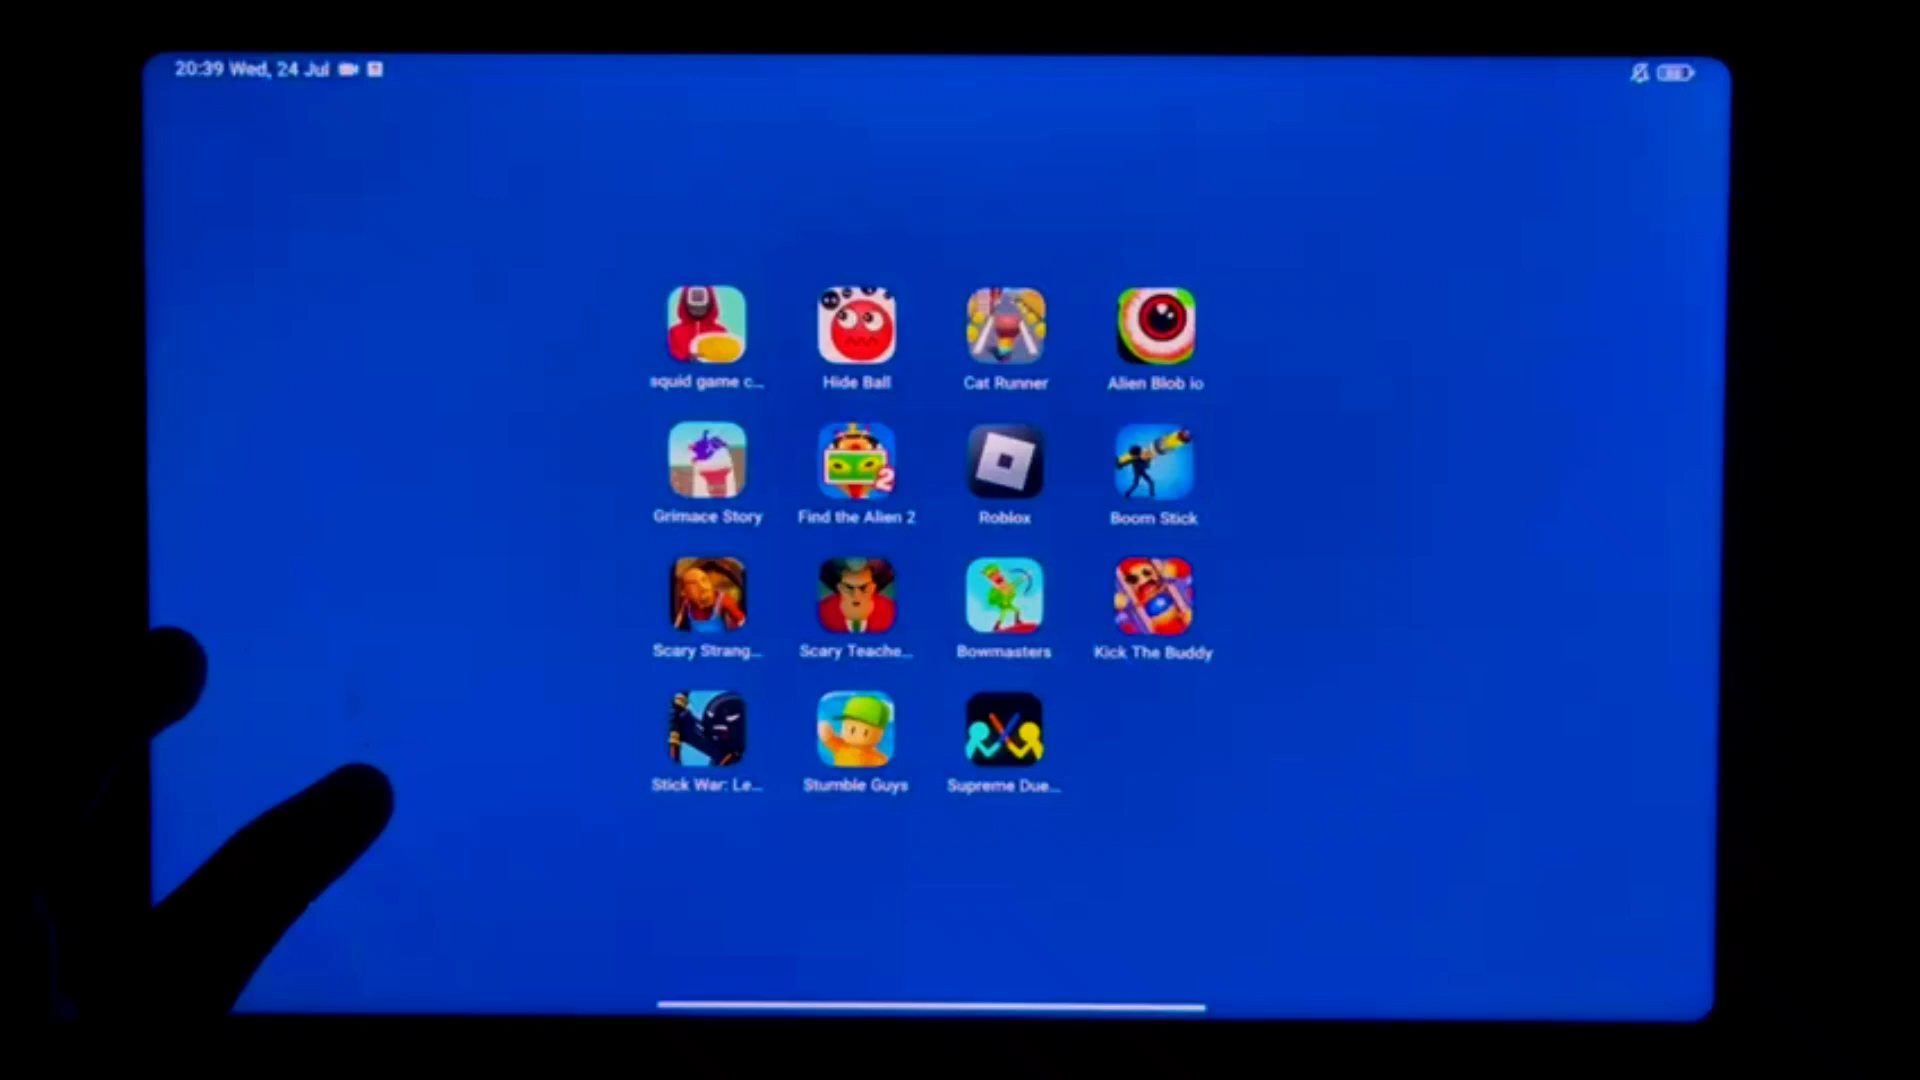 20:39 Wed, 24 Jul
squid game c...
Hide Ball
Cat Runner
Alien Blob io
Grimace Story
Find the Alien 2
Roblox
Boom Stick
Scary Strang...
Scary Teache...
Bowmasters
Kick The Buddy
Stick War: Le...
Stumble Guys
Supreme Due...
2